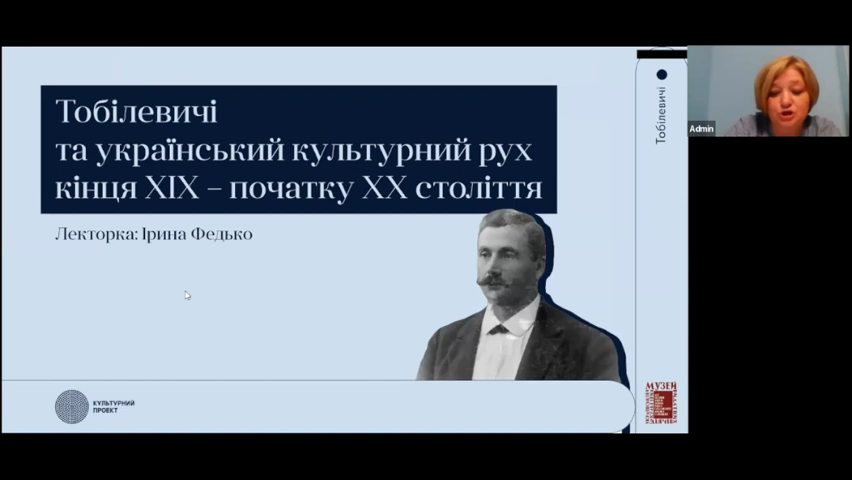 Тобілевичі
та український культурний рух
кінця XIX – початку XX століття
Лекторка: Ірина Федько
КУЛЬТУРНИЙ
ПРОЕКТ
Тобілевичі
МУЗЕЙ
Admin